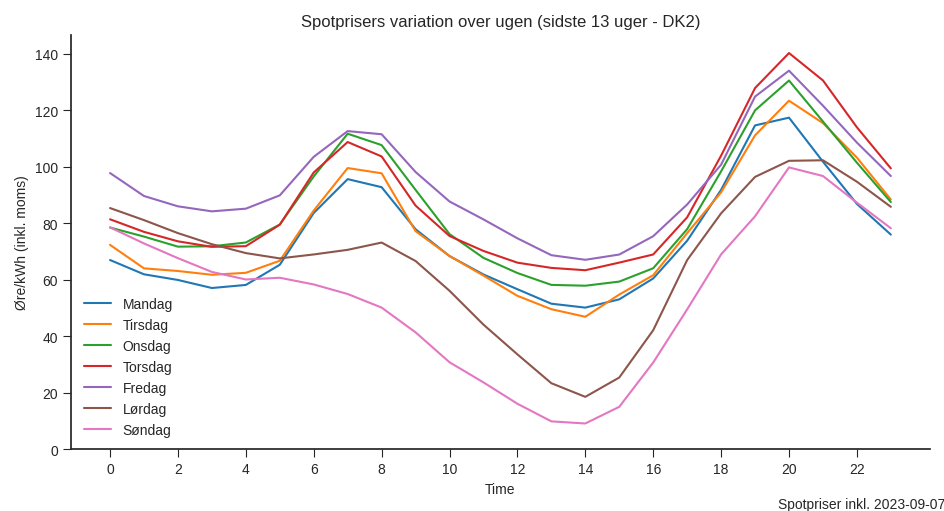 Spotprisers variation over ugen (sidste 13 uger - DK2)
Øre/kWh (inkl. moms)
140
120
100
80
60
40
20
0
Mandag
Tirsdag
Onsdag
Torsdag
Fredag
Lørdag
Søndag
0 2 4 6 8 10 12 14 16 18 20 22
Time
Spotpriser inkl. 2023-09-07